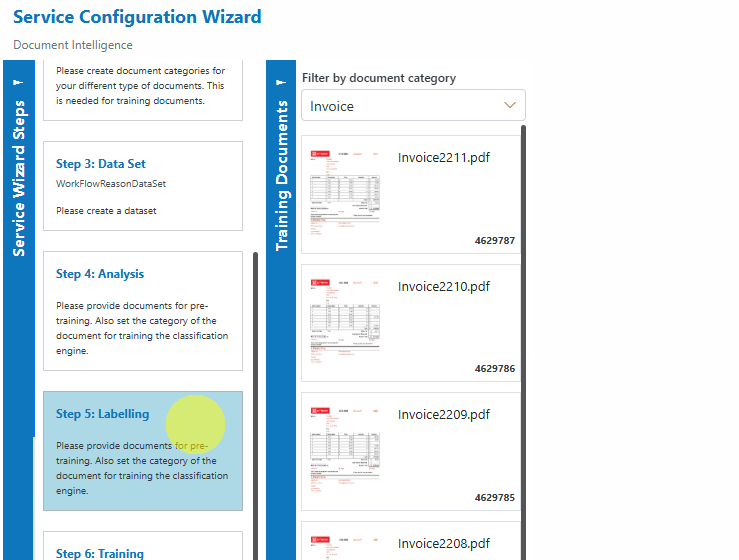 Service Configuration Wizard
Document Intelligence
Service Wizard Steps
Please create document categories for
your different type of documents. This
is needed for training documents.
Step 3: Data Set
WorkFlowReasonDataSet
Please create a dataset
Step 4: Analysis
Please provide documents for pre-
training. Also set the category of the
document for training the classification
engine.
Step 5: Labelling
Please provide documents for pre-
training. Also set the category of the
document for training the classification
engine.
Step 6: Training
Training Documents
Filter by document category
Invoice
Invoice2211.pdf
4629787
Invoice2210.pdf
4629786
Invoice2209.pdf
4629785
Invoice2208.pdf